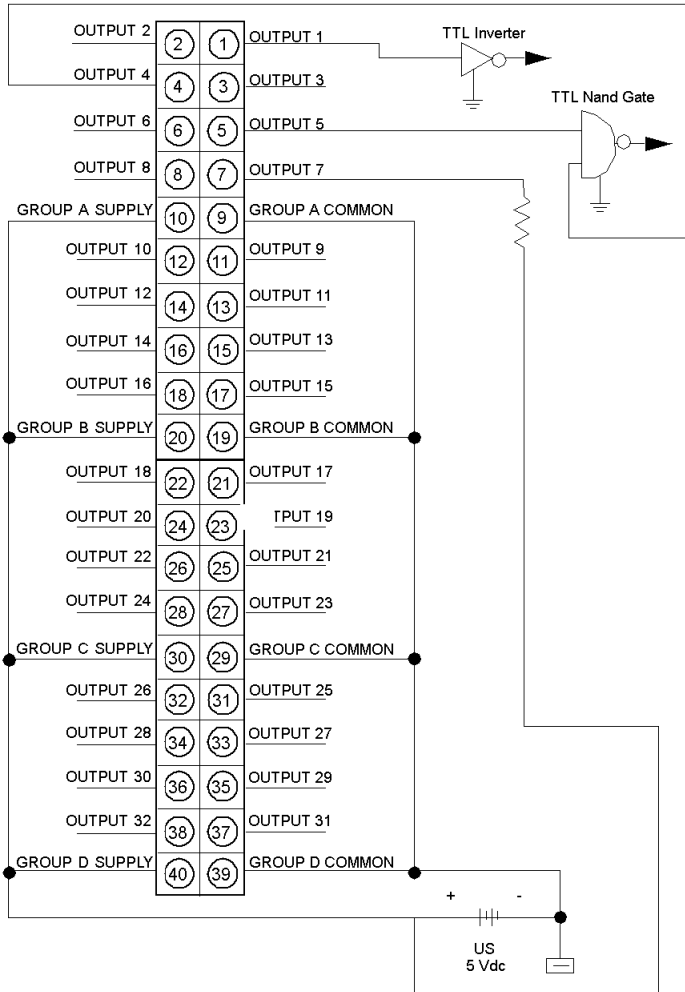 OUTPUT 2 2 1 OUTPUT 1 TTL Inverter
OUTPUT 4 4 3 OUTPUT 3
TTL Nand Gate
OUTPUT 6 6 5 OUTPUT 5
OUTPUT 8 8 7 OUTPUT 7
GROUP A SUPPLY 10 9 GROUP A COMMON
OUTPUT 10 12 11 OUTPUT 9
OUTPUT 12 14 13 OUTPUT 11
OUTPUT 14 16 15 OUTPUT 13
OUTPUT 16 18 17 OUTPUT 15
GROUP B SUPPLY 20 19 GROUP B COMMON
OUTPUT 18 22 21 OUTPUT 17
OUTPUT 20 24 23 TPUT 19
OUTPUT 22 26 25 OUTPUT 21
OUTPUT 24 28 27 OUTPUT 23
GROUP C SUPPLY 30 29 GROUP C COMMON
OUTPUT 26 32 31 OUTPUT 25
OUTPUT 28 34 33 OUTPUT 27
OUTPUT 30 36 35 OUTPUT 29
OUTPUT 32 38 37 OUTPUT 31
GROUP D SUPPLY 40 39 GROUP D COMMON
+ -
US
5 Vdc